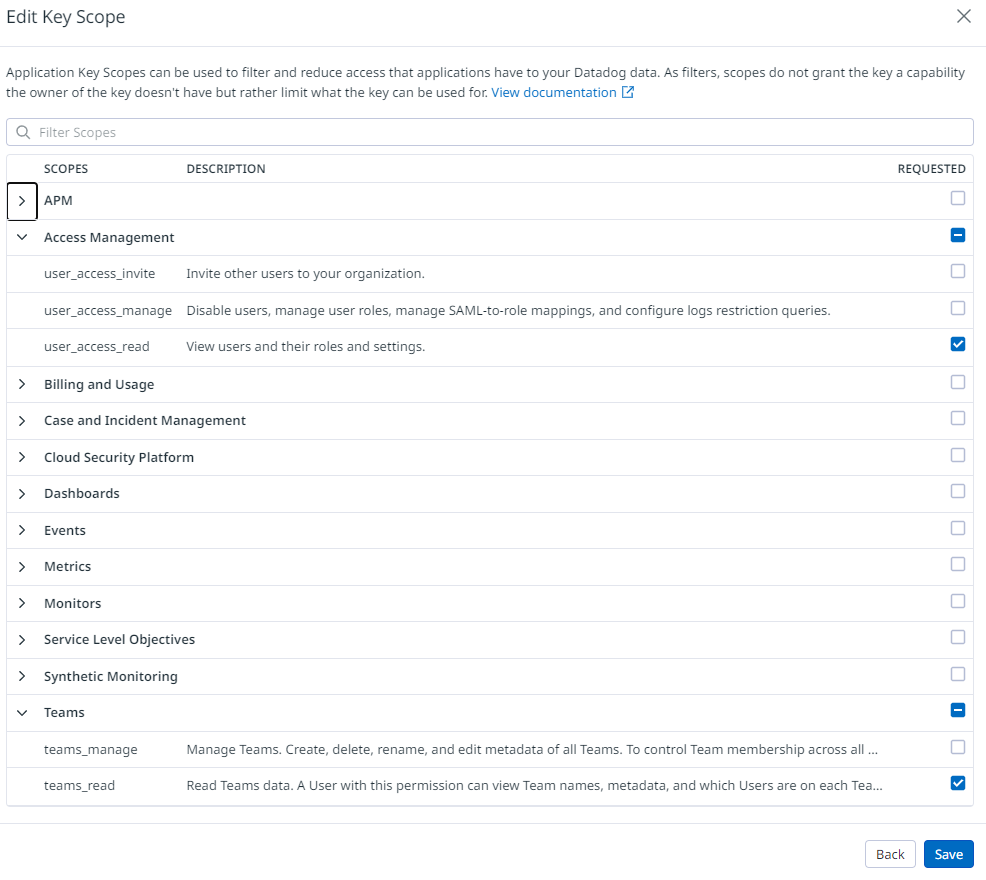 Edit Key Scope
Application Key Scopes can be used to filter and reduce access that applications have to your Datadog data. As filters, scopes do not grant the key a capability
the owner of the key doesn't have but rather limit what the key can be used for. View documentation
Filter Scopes
SCOPES DESCRIPTION REQUESTED
APM
Access Management
user_access_invite Invite other users to your organization.
user_access_manage Disable users, manage user roles, manage SAML-to-role mappings, and configure logs restriction queries.
user_access_read View users and their roles and settings.
Billing and Usage
Case and Incident Management
Cloud Security Platform
Dashboards
Events
Metrics
Monitors
Service Level Objectives
Synthetic Monitoring
Teams
teams_manage Manage Teams. Create, delete, rename, and edit metadata of all Teams. To control Team membership across all ...
teams_read Read Teams data. A User with this permission can view Team names, metadata, and which Users are on each Tea...
Back Save